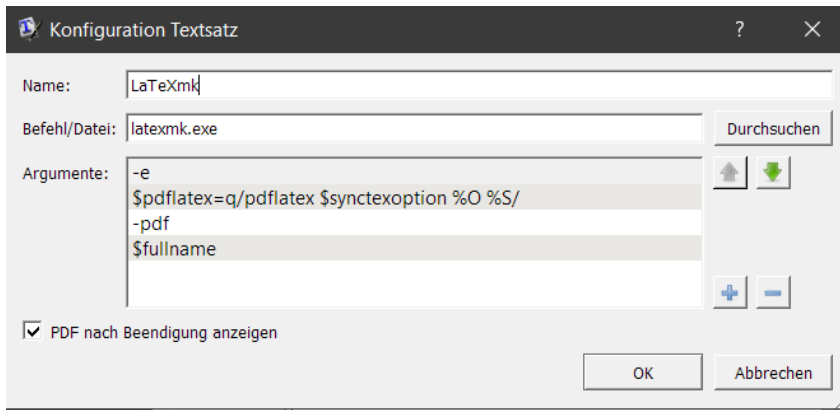 Konfiguration Textsatz ?
Name: LaTeXmk
Befehl/Datei: latexmk.exe Durchsuchen
Argumente: -e
$pdflatex=q/pdflatex $synctexoption %O %S/
-pdf
$fullname
PDF nach Beendigung anzeigen
OK Abbrechen